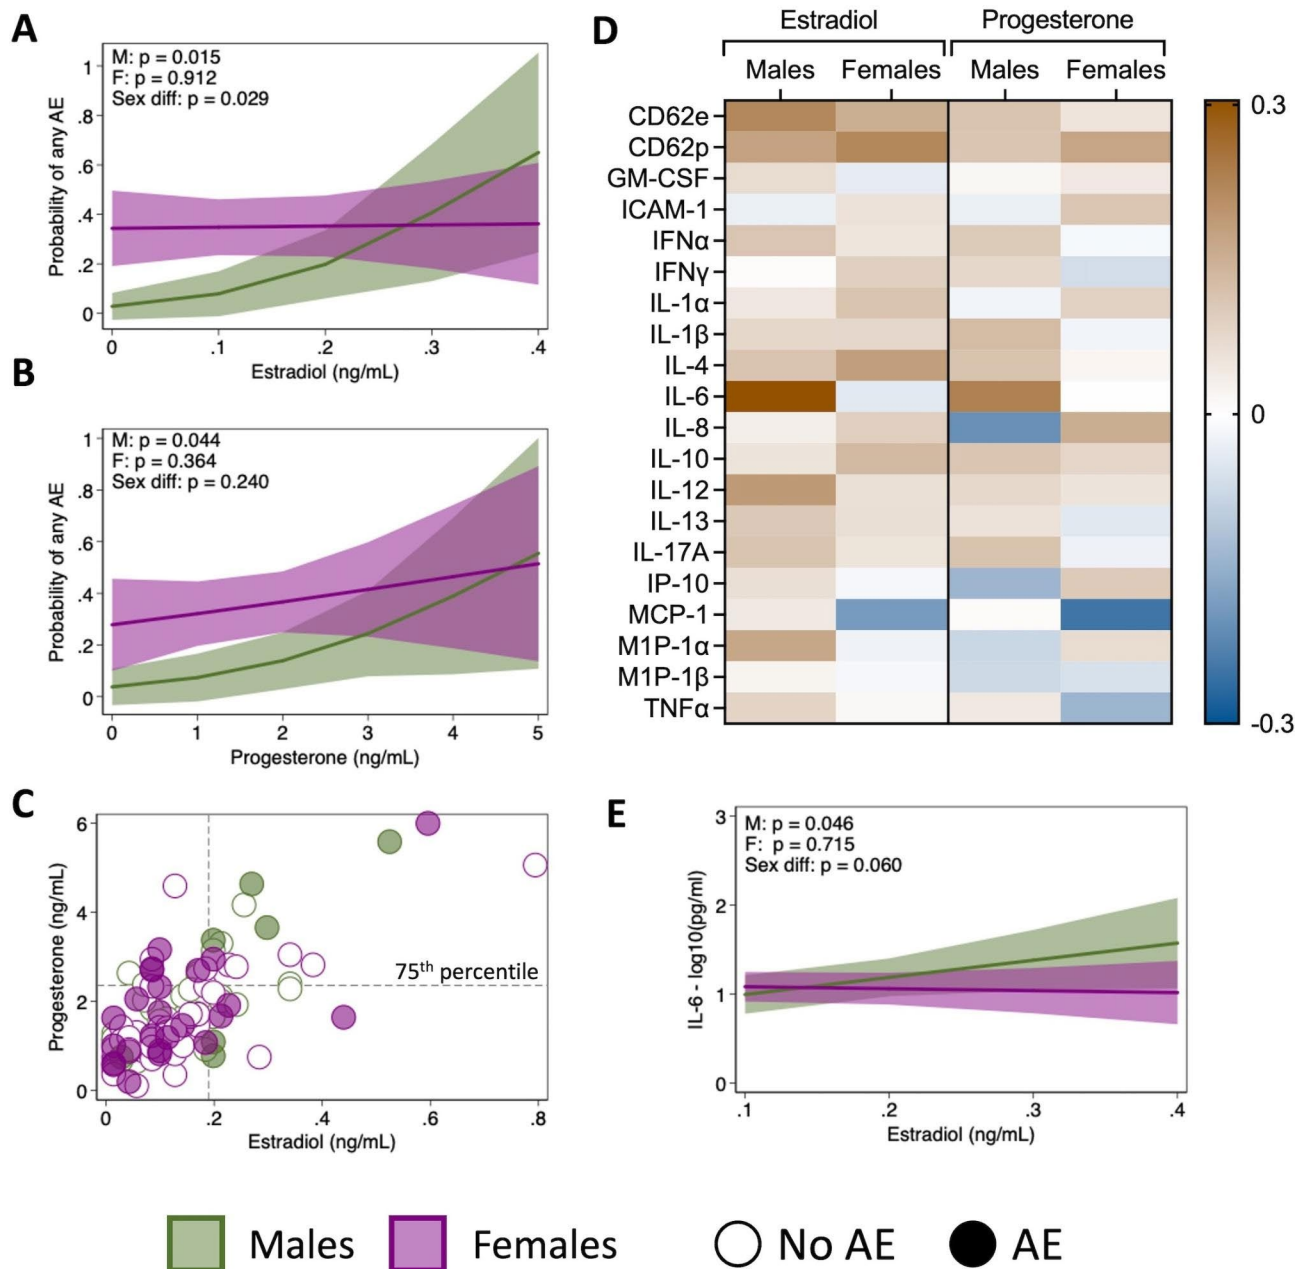 A
M: p = 0.015
F: p = 0.912
Sex diff: p = 0.029
Probability of any AE
1
.8
.6
.4
.2
0
0 .1 .2 .3 .4
Estradiol (ng/mL)
B
M: p = 0.044
F: p = 0.364
Sex diff: p = 0.240
Probability of any AE
1
.8
.6
.4
.2
0
0 1 2 3 4 5
Progesterone (ng/mL)
C
Progesterone (ng/mL)
6
4
2
0
75th percentile
0 .2 .4 .6 .8
Estradiol (ng/mL)
D
Estradiol Progesterone
Males Females Males Females
CD62e
CD62p
GM-CSF
ICAM-1
IFNα
IFNγ
IL-1α
IL-1β
IL-4
IL-6
IL-8
IL-10
IL-12
IL-13
IL-17A
IP-10
MCP-1
M1P-1α
M1P-1β
TNFα
0.3
0
-0.3
E
M: p = 0.046
F: p = 0.715
Sex diff: p = 0.060
IL-6 - log10(pg/ml)
3
2
1
0
.1 .2 .3 .4
Estradiol (ng/mL)
Males Females No AE AE